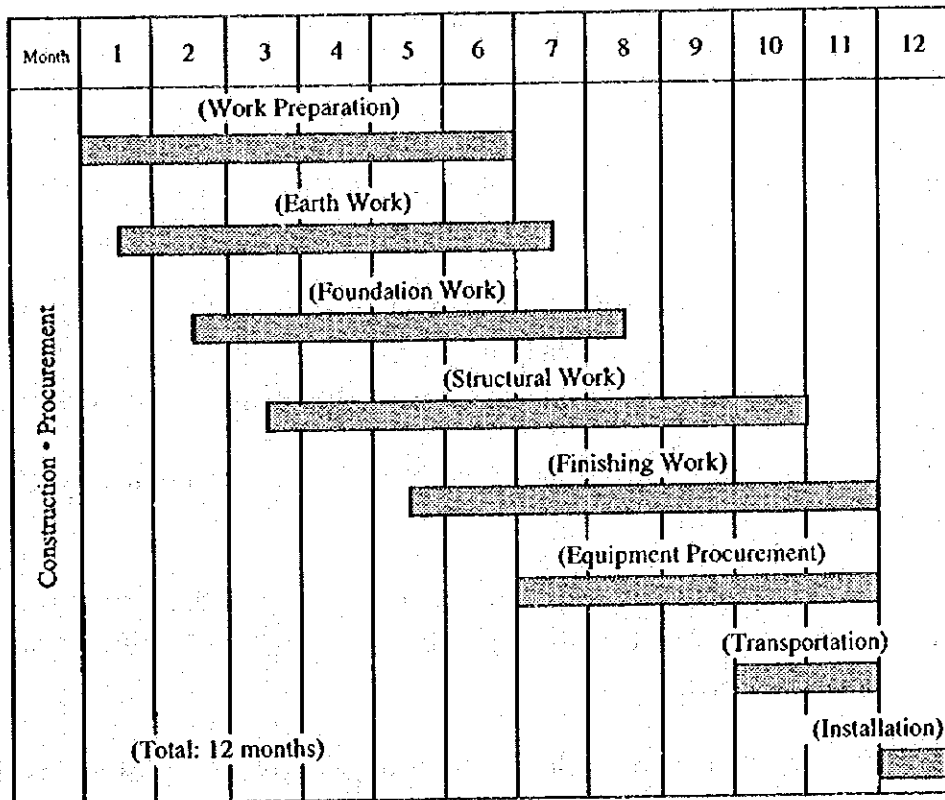 Month 1 2 3 4 5 6 7 8 9 10 11 12
Construction • Procurement
(Work Preparation)
(Earth Work)
(Foundation Work)
(Structural Work)
(Finishing Work)
(Equipment Procurement)
(Transportation)
(Installation)
(Total: 12 months)